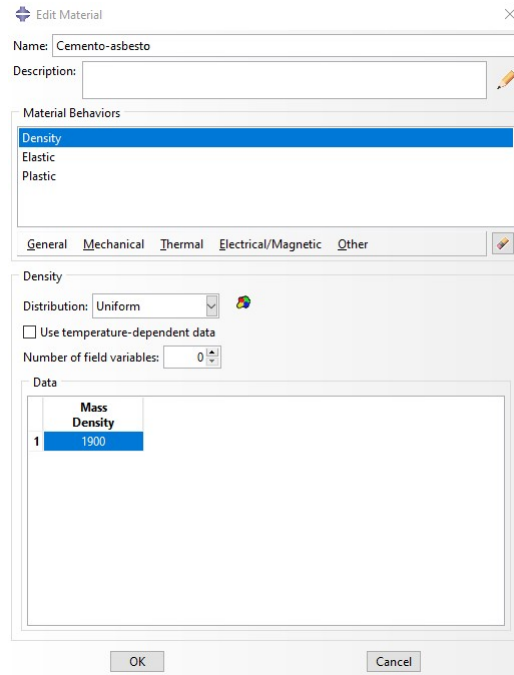 Edit Material
Name: Cemento-asbesto
Description:
Material Behaviors
Density
Elastic
Plastic
General Mechanical Thermal Electrical/Magnetic Other
Density
Distribution: Uniform
Use temperature-dependent data
Number of field variables: 0
Data
Mass
Density
1 1900
OK Cancel